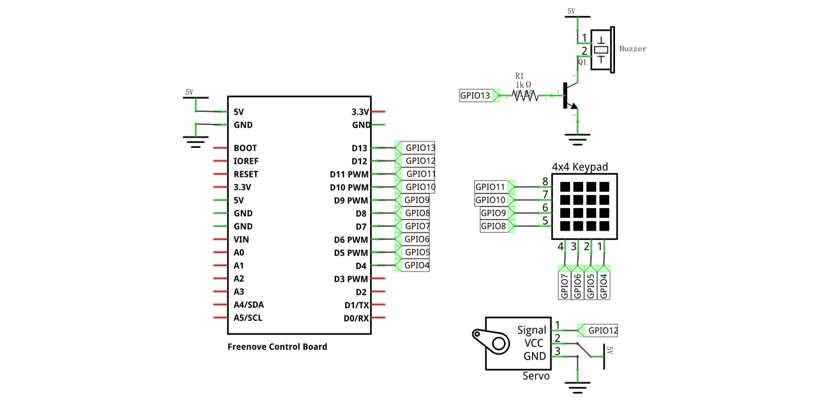 5V
5V
GND
BOOT
IOREF
RESET
3.3V
5V
GND
GND
VIN
A0
A1
A2
A3
A4/SDA
A5/SCL
3.3V
GND
D13 GPIO13
D12 GPIO12
D11 PWM GPIO11
D10 PWM GPIO10
D9 PWM GPIO9
D8 GPIO8
D7 GPIO7
D6 PWM GPIO6
D5 PWM GPIO5
D4 GPIO4
D3 PWM
D2
D1/TX
D0/RX
Freenove Control Board
5V
1
2
Buzzer
Q1
R1
1kΩ
GPIO13
4x4 Keypad
GPIO11 8
GPIO10 7
GPIO9 6
GPIO8 5
4 3 2 1
GPIO7 GPIO6 GPIO5 GPIO4
Signal 1 GPIO12
VCC 2
GND 3
5V
Servo